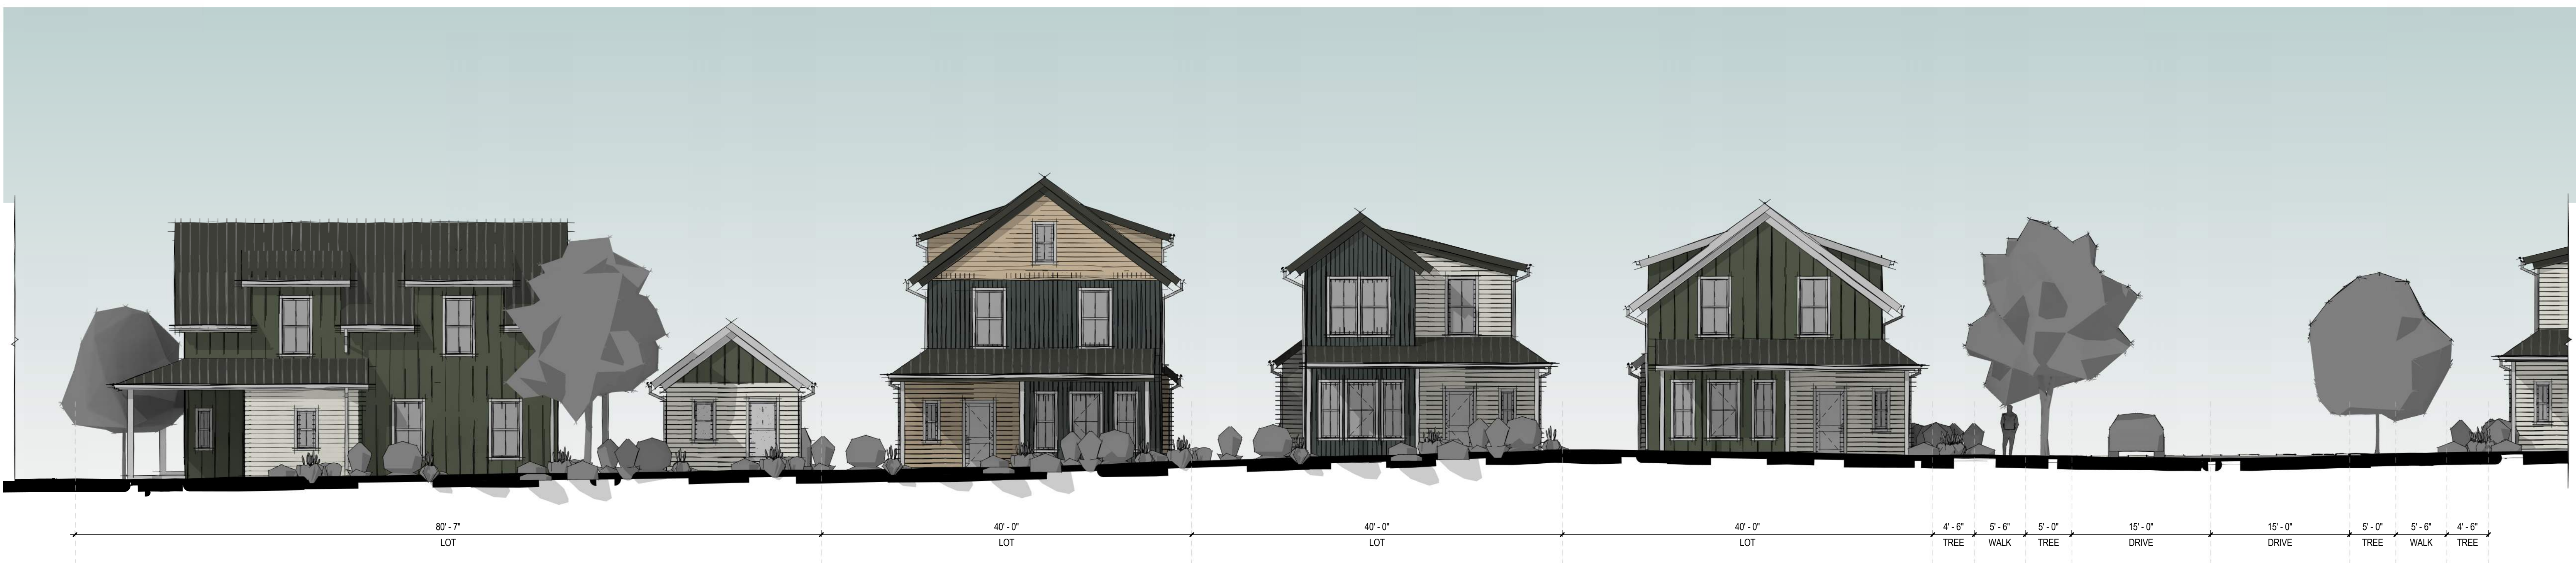 80' - 7" 40' - 0" 40' - 0" 40' - 0" 4' - 6" 5' - 6" 5' - 0" 15' - 0" 15' - 0" 5' - 0" 5' - 6" 4' - 6"
LOT LOT LOT LOT TREE WALK TREE DRIVE DRIVE TREE WALK TREE